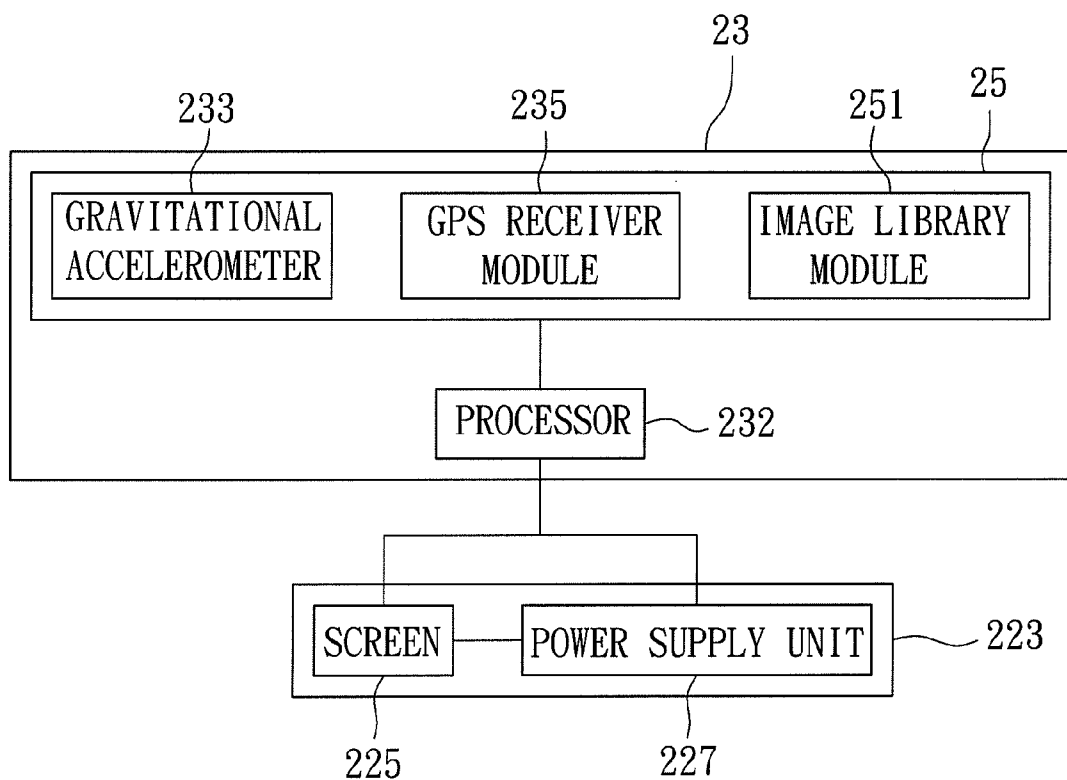 23
233
235
251
25
GRAVITATIONAL
ACCELEROMETER
GPS RECEIVER
MODULE
IMAGE LIBRARY
MODULE
PROCESSOR
232
SCREEN
POWER SUPPLY UNIT
223
225
227